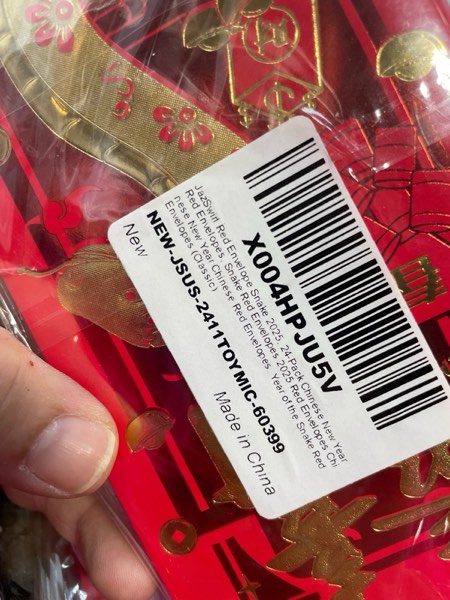 X004HPJU5V
JazSwirl Red Envelope Snake 2025, 24-Pack Chinese New Year
Red Envelopes, Snake Red Envelopes 2025 Red Envelopes Chi
nese New Year Chinese Red Envelopes, Year of the Snake Red
Envelopes (Classic)
NEW-JSUS-2411TOYMIC-60399
New
Made in China